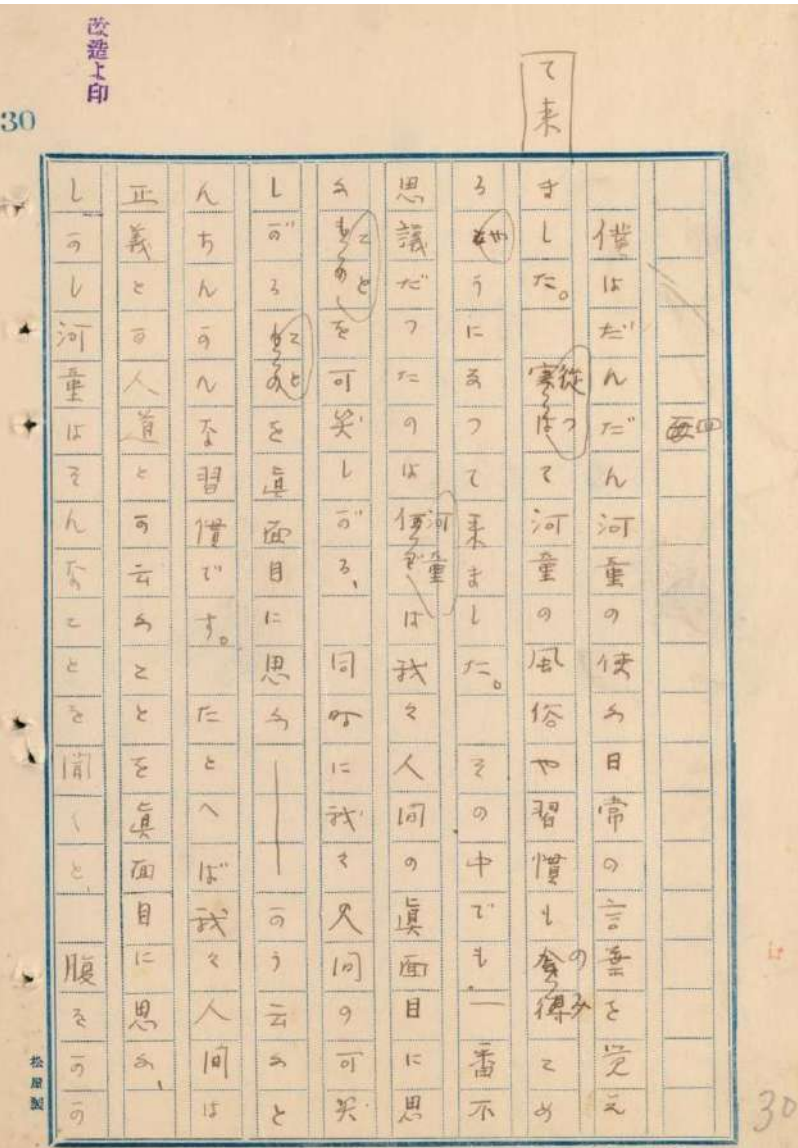 四
僕はだんだん河童の使ふ日常の言葉を覚え
て来
ました。従つて河童の風俗や習慣ものみこめ
るやうになつて来ました。その中でも一番不
思議だつたのは河童は我々人間の眞面目に思
ふことを可笑しがる、同時に我々人間の可笑
しがることを眞面目に思ふ――かう云ふと
んちんかんな習慣です。たとへば我々人間は
正義とか人道とか云ふことを眞面目に思ふ、
しかし河童はそんなことを聞くと、腹をかか
改造よ印
30
松屋製
30